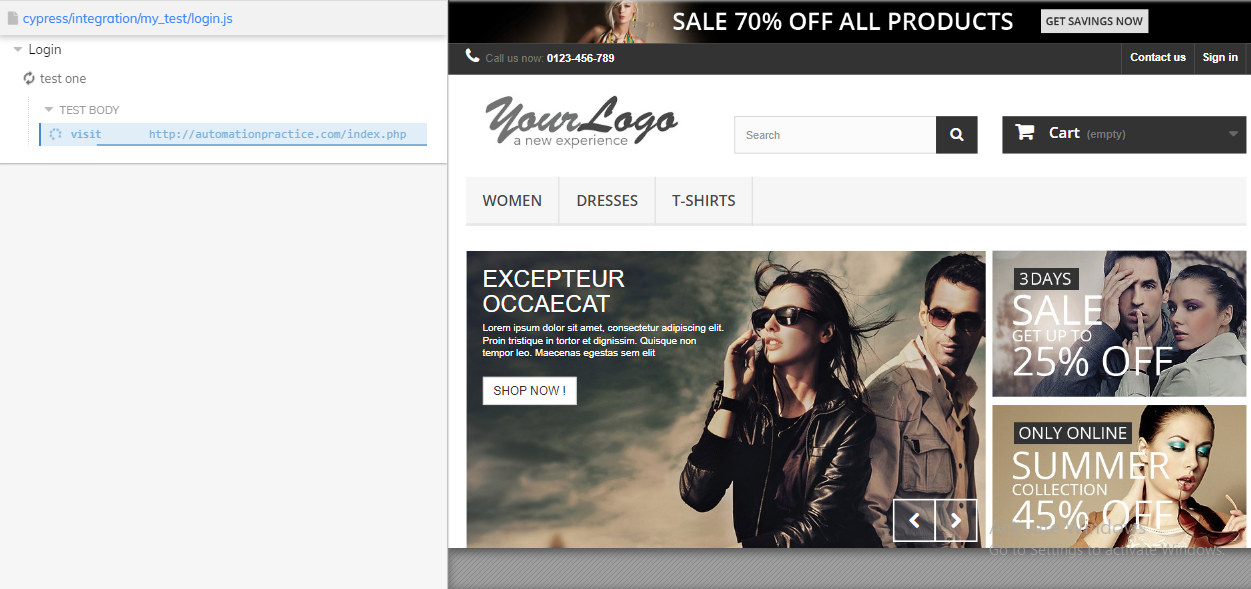 cypress/integration/my_test/login.js
Login
test one
TEST BODY
visit http://automationpractice.com/index.php
SALE 70% OFF ALL PRODUCTS GET SAVINGS NOW
Call us now: 0123-456-789 Contact us Sign in
YourLogo
a new experience
Search
Cart (empty)
WOMEN DRESSES T-SHIRTS
EXCEPTEUR
OCCAECAT
Lorem ipsum dolor sit amet, consectetur adipiscing elit.
Proin tristique in tortor et dignissim. Quisque non
tempor leo. Maecenas egestas sem elit
SHOP NOW !
3 DAYS
SALE
GET UP TO
25% OFF
ONLY ONLINE
SUMMER
COLLECTION
45% OFF
Activate Windows
Go to Settings to activate Windows.